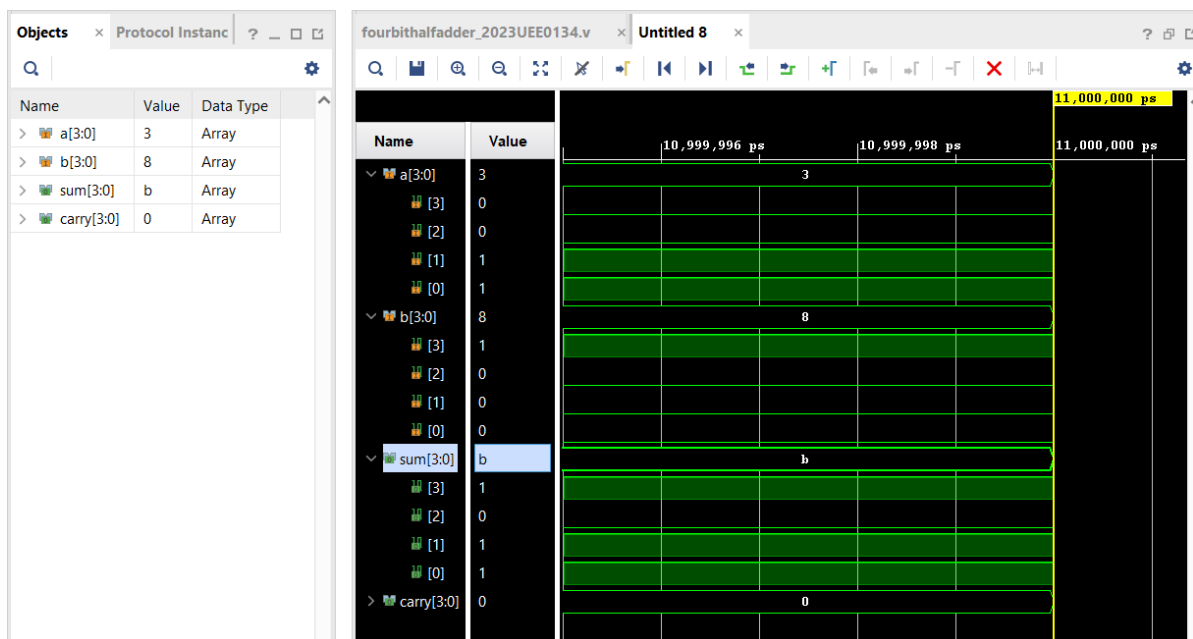 Objects × Protocol Instanc ?
Name Value Data Type
a[3:0] 3 Array
b[3:0] 8 Array
sum[3:0] b Array
carry[3:0] 0 Array
fourbithalfadder_2023UEE0134.v × Untitled 8 × ?
11,000,000 ps
Name Value 10,999,996 ps 10,999,998 ps 11,000,000 ps
a[3:0] 3 3
[3] 0
[2] 0
[1] 1
[0] 1
b[3:0] 8 8
[3] 1
[2] 0
[1] 0
[0] 0
sum[3:0] b b
[3] 1
[2] 0
[1] 1
[0] 1
carry[3:0] 0 0